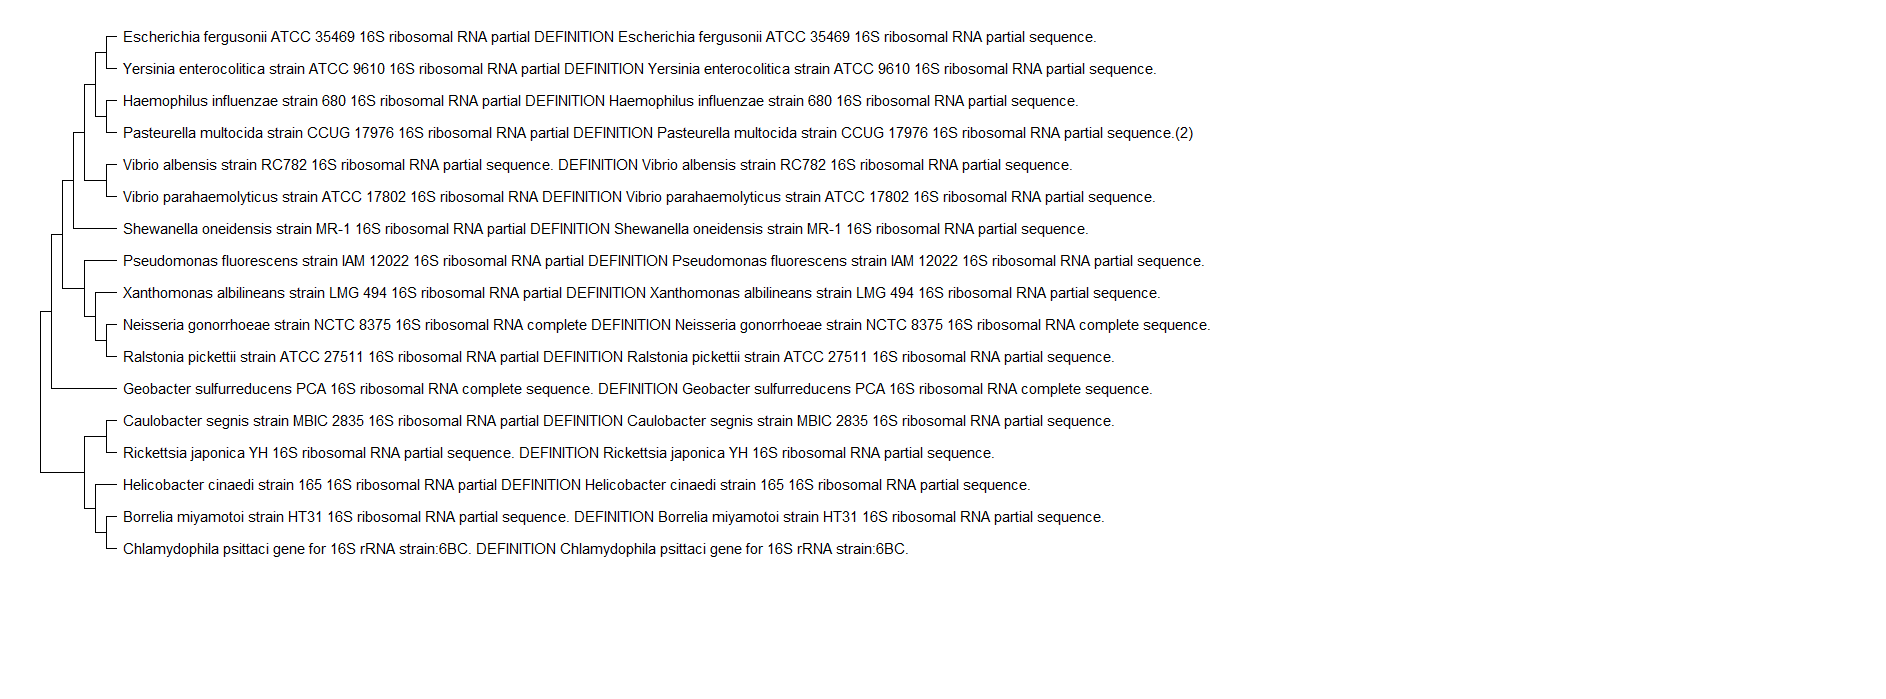 Escherichia fergusonii ATCC 35469 16S ribosomal RNA partial DEFINITION Escherichia fergusonii ATCC 35469 16S ribosomal RNA partial sequence.
Yersinia enterocolitica strain ATCC 9610 16S ribosomal RNA partial DEFINITION Yersinia enterocolitica strain ATCC 9610 16S ribosomal RNA partial sequence.
Haemophilus influenzae strain 680 16S ribosomal RNA partial DEFINITION Haemophilus influenzae strain 680 16S ribosomal RNA partial sequence.
Pasteurella multocida strain CCUG 17976 16S ribosomal RNA partial DEFINITION Pasteurella multocida strain CCUG 17976 16S ribosomal RNA partial sequence.(2)
Vibrio albensis strain RC782 16S ribosomal RNA partial sequence. DEFINITION Vibrio albensis strain RC782 16S ribosomal RNA partial sequence.
Vibrio parahaemolyticus strain ATCC 17802 16S ribosomal RNA DEFINITION Vibrio parahaemolyticus strain ATCC 17802 16S ribosomal RNA partial sequence.
Shewanella oneidensis strain MR-1 16S ribosomal RNA partial DEFINITION Shewanella oneidensis strain MR-1 16S ribosomal RNA partial sequence.
Pseudomonas fluorescens strain IAM 12022 16S ribosomal RNA partial DEFINITION Pseudomonas fluorescens strain IAM 12022 16S ribosomal RNA partial sequence.
Xanthomonas albilineans strain LMG 494 16S ribosomal RNA partial DEFINITION Xanthomonas albilineans strain LMG 494 16S ribosomal RNA partial sequence.
Neisseria gonorrhoeae strain NCTC 8375 16S ribosomal RNA complete DEFINITION Neisseria gonorrhoeae strain NCTC 8375 16S ribosomal RNA complete sequence.
Ralstonia pickettii strain ATCC 27511 16S ribosomal RNA partial DEFINITION Ralstonia pickettii strain ATCC 27511 16S ribosomal RNA partial sequence.
Geobacter sulfurreducens PCA 16S ribosomal RNA complete sequence. DEFINITION Geobacter sulfurreducens PCA 16S ribosomal RNA complete sequence.
Caulobacter segnis strain MBIC 2835 16S ribosomal RNA partial DEFINITION Caulobacter segnis strain MBIC 2835 16S ribosomal RNA partial sequence.
Rickettsia japonica YH 16S ribosomal RNA partial sequence. DEFINITION Rickettsia japonica YH 16S ribosomal RNA partial sequence.
Helicobacter cinaedi strain 165 16S ribosomal RNA partial DEFINITION Helicobacter cinaedi strain 165 16S ribosomal RNA partial sequence.
Borrelia miyamotoi strain HT31 16S ribosomal RNA partial sequence. DEFINITION Borrelia miyamotoi strain HT31 16S ribosomal RNA partial sequence.
Chlamydophila psittaci gene for 16S rRNA strain:6BC. DEFINITION Chlamydophila psittaci gene for 16S rRNA strain:6BC.